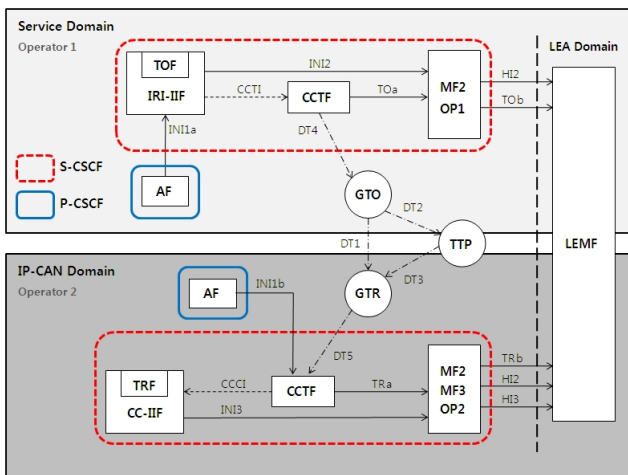 Service Domain
Operator 1
LEA Domain
TOF
IRI-IIF
INI2
CCTI
CCTF
TOa
MF2
OP1
HI2
TOb
INI1a
DT4
S-CSCF
P-CSCF
AF
GTO
DT2
DT1
TTP
LEMF
IP-CAN Domain
Operator 2
AF
INI1b
GTR
DT3
DT5
TRF
CC-IIF
CCCI
CCTF
TRa
INI3
MF2
MF3
OP2
TRb
HI2
HI3